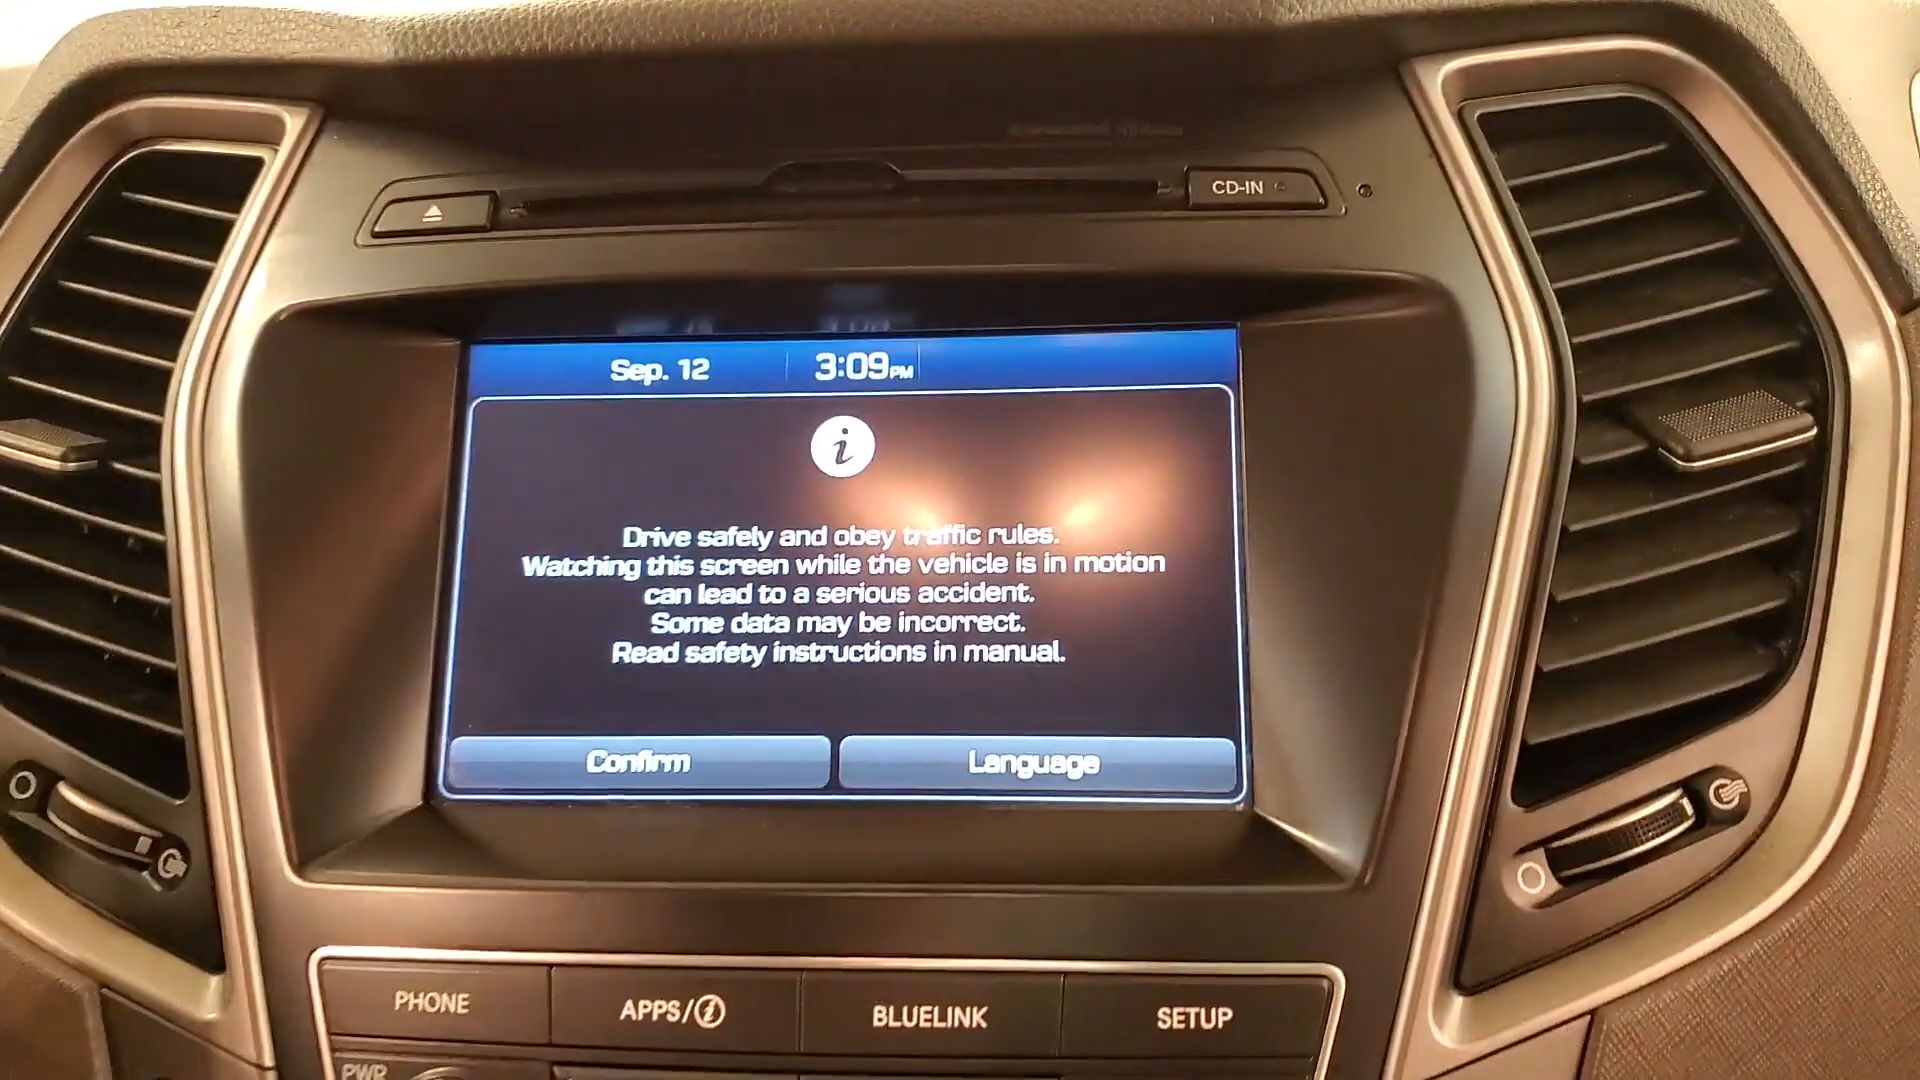 CD-IN
Sep. 12 3:09PM
i
Drive safely and obey traffic rules.
Watching this screen while the vehicle is in motion
can lead to a serious accident.
Some data may be incorrect.
Read safety instructions in manual.
Confirm Language
PHONE APPS/i BLUELINK SETUP
PWR